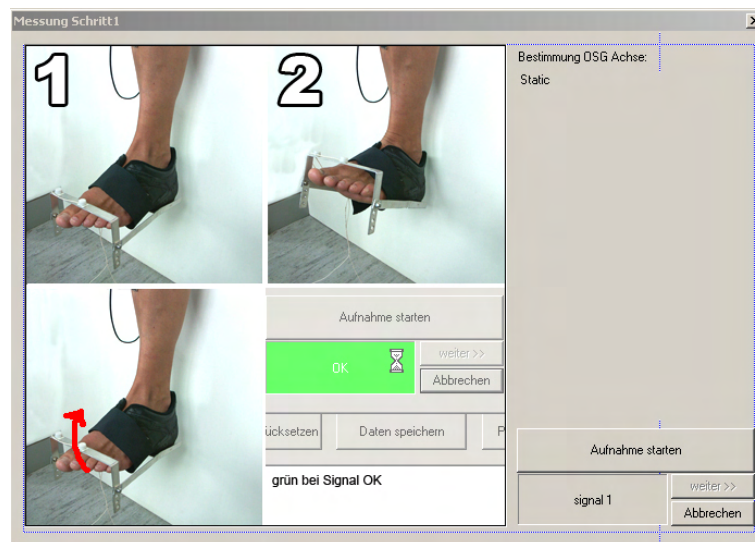 Messung Schritt1
1
2
Bestimmung OSG Achse:
Static
Aufnahme starten
OK
weiter >>
Abbrechen
ücksetzen
Daten speichern
P
grün bei Signal OK
Aufnahme starten
signal 1
weiter >>
Abbrechen